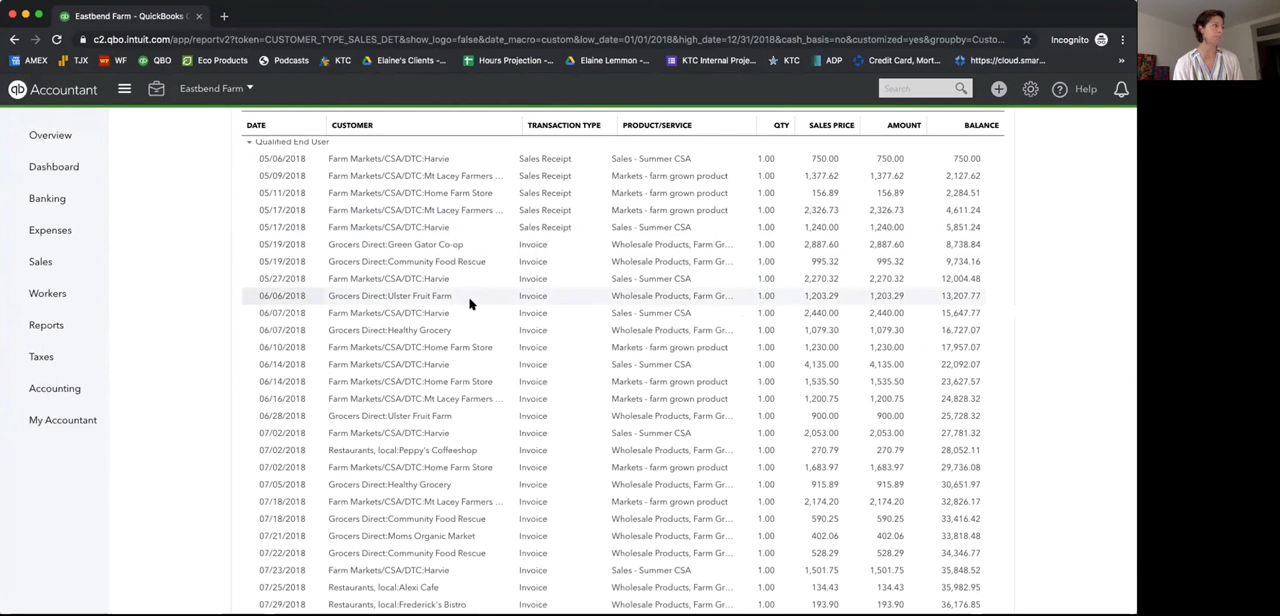 Eastbend Farm - QuickBooks
c2.qbo.intuit.com/app/reportv2?token=CUSTOMER_TYPE_SALES_DET&show_logo=false&date_macro=custom&low_date=01/01/2018&high_date=12/31/2018&cash_basis=no&customized=yes&groupby=Custo... Incognito
AMEX TJX WF QBO Eco Products Podcasts KTC Elaine's Clients -... Hours Projection -... Elaine Lemmon -... KTC Internal Proje... KTC ADP Credit Card, Mort... https://cloud.smar... »
qb Accountant Eastbend Farm Search Help
Overview
Dashboard
Banking
Expenses
Sales
Workers
Reports
Taxes
Accounting
My Accountant
DATE CUSTOMER TRANSACTION TYPE PRODUCT/SERVICE QTY SALES PRICE AMOUNT BALANCE
Qualified End User
05/06/2018 Farm Markets/CSA/DTC:Harvie Sales Receipt Sales - Summer CSA 1.00 750.00 750.00 750.00
05/09/2018 Farm Markets/CSA/DTC:Mt Lacey Farmers ... Sales Receipt Markets - farm grown product 1.00 1,377.62 1,377.62 2,127.62
05/11/2018 Farm Markets/CSA/DTC:Home Farm Store Sales Receipt Markets - farm grown product 1.00 156.89 156.89 2,284.51
05/17/2018 Farm Markets/CSA/DTC:Mt Lacey Farmers ... Sales Receipt Markets - farm grown product 1.00 2,326.73 2,326.73 4,611.24
05/17/2018 Farm Markets/CSA/DTC:Harvie Sales Receipt Sales - Summer CSA 1.00 1,240.00 1,240.00 5,851.24
05/19/2018 Grocers Direct:Green Gator Co-op Invoice Wholesale Products, Farm Gr... 1.00 2,887.60 2,887.60 8,738.84
05/19/2018 Grocers Direct:Community Food Rescue Invoice Wholesale Products, Farm Gr... 1.00 995.32 995.32 9,734.16
05/27/2018 Farm Markets/CSA/DTC:Harvie Invoice Sales - Summer CSA 1.00 2,270.32 2,270.32 12,004.48
06/06/2018 Grocers Direct:Ulster Fruit Farm Invoice Wholesale Products, Farm Gr... 1.00 1,203.29 1,203.29 13,207.77
06/07/2018 Farm Markets/CSA/DTC:Harvie Invoice Sales - Summer CSA 1.00 2,440.00 2,440.00 15,647.77
06/07/2018 Grocers Direct:Healthy Grocery Invoice Wholesale Products, Farm Gr... 1.00 1,079.30 1,079.30 16,727.07
06/10/2018 Farm Markets/CSA/DTC:Home Farm Store Invoice Markets - farm grown product 1.00 1,230.00 1,230.00 17,957.07
06/14/2018 Farm Markets/CSA/DTC:Harvie Invoice Sales - Summer CSA 1.00 4,135.00 4,135.00 22,092.07
06/14/2018 Farm Markets/CSA/DTC:Home Farm Store Invoice Markets - farm grown product 1.00 1,535.50 1,535.50 23,627.57
06/16/2018 Farm Markets/CSA/DTC:Mt Lacey Farmers ... Invoice Markets - farm grown product 1.00 1,200.75 1,200.75 24,828.32
06/28/2018 Grocers Direct:Ulster Fruit Farm Invoice Wholesale Products, Farm Gr... 1.00 900.00 900.00 25,728.32
07/02/2018 Farm Markets/CSA/DTC:Harvie Invoice Sales - Summer CSA 1.00 2,053.00 2,053.00 27,781.32
07/02/2018 Restaurants, local:Peppy's Coffeeshop Invoice Wholesale Products, Farm Gr... 1.00 270.79 270.79 28,052.11
07/02/2018 Farm Markets/CSA/DTC:Home Farm Store Invoice Markets - farm grown product 1.00 1,683.97 1,683.97 29,736.08
07/05/2018 Grocers Direct:Healthy Grocery Invoice Wholesale Products, Farm Gr... 1.00 915.89 915.89 30,651.97
07/18/2018 Farm Markets/CSA/DTC:Mt Lacey Farmers ... Invoice Markets - farm grown product 1.00 2,174.20 2,174.20 32,826.17
07/18/2018 Grocers Direct:Community Food Rescue Invoice Wholesale Products, Farm Gr... 1.00 590.25 590.25 33,416.42
07/21/2018 Grocers Direct:Moms Organic Market Invoice Wholesale Products, Farm Gr... 1.00 402.06 402.06 33,818.48
07/22/2018 Grocers Direct:Community Food Rescue Invoice Wholesale Products, Farm Gr... 1.00 528.29 528.29 34,346.77
07/23/2018 Farm Markets/CSA/DTC:Harvie Invoice Sales - Summer CSA 1.00 1,501.75 1,501.75 35,848.52
07/25/2018 Restaurants, local:Alexi Cafe Invoice Wholesale Products, Farm Gr... 1.00 134.43 134.43 35,982.95
07/29/2018 Restaurants, local:Frederick's Bistro Invoice Wholesale Products, Farm Gr... 1.00 193.90 193.90 36,176.85